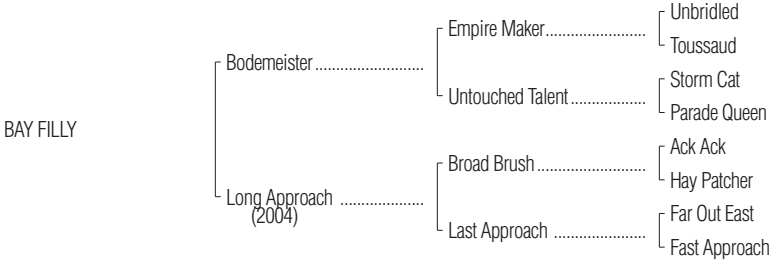 Unbridled
Empire Maker........................
Toussaud
Bodemeister..........................
Storm Cat
Untouched Talent..................
Parade Queen
BAY FILLY
Ack Ack
Broad Brush..........................
Hay Patcher
Long Approach ....................
(2004)
Far Out East
Last Approach ......................
Fast Approach